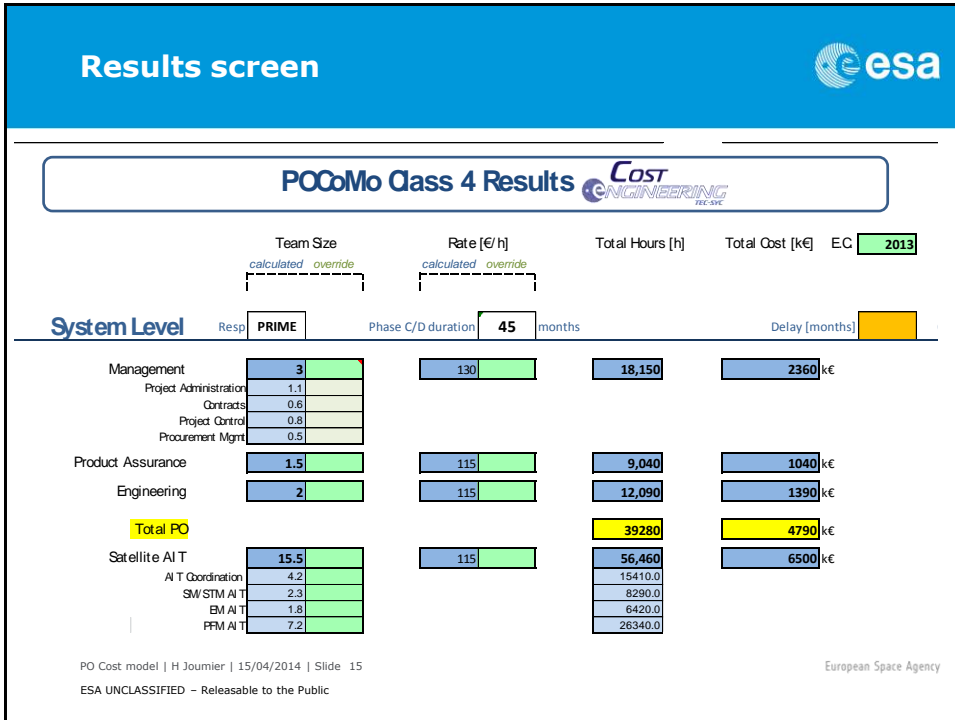 Results screen
esa
POCoMo Class 4 Results COST ENGINEERING TEC-SYC
Team Size Rate [€/h] Total Hours [h] Total Cost [k€] E.C. 2013
calculated override calculated override
System Level Resp PRIME Phase C/D duration 45 months Delay [months]
Management 3 130 18,150 2360 k€
Project Administration 1.1
Contracts 0.6
Project Control 0.8
Procurement Mgmt 0.5
Product Assurance 1.5 115 9,040 1040 k€
Engineering 2 115 12,090 1390 k€
Total PO 39280 4790 k€
Satellite AIT 15.5 115 56,460 6500 k€
AIT Coordination 4.2 15410.0
SM/STM AIT 2.3 8290.0
EM AIT 1.8 6420.0
PFM AIT 7.2 26340.0
PO Cost model | H Joumier | 15/04/2014 | Slide 15
European Space Agency
ESA UNCLASSIFIED – Releasable to the Public